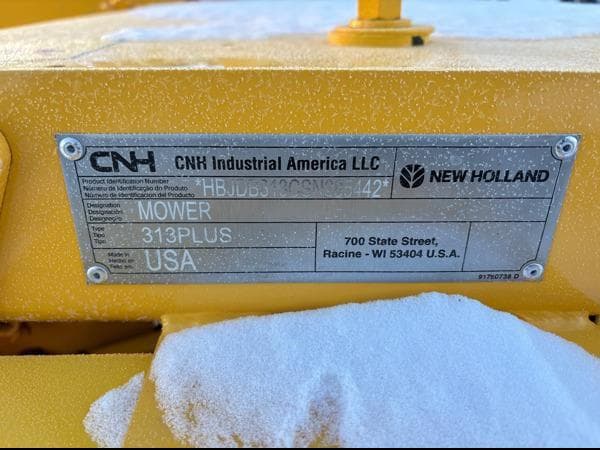 CNH CNH Industrial America LLC
Product Identification Number
Número de Identificação do Produto
Número de Identificación del Producto
NEW HOLLAND
Designation
Designación
Designação
MOWER
Type
Tipo
Tipo
313PLUS
Made in
Hecho en
Feito em
USA
700 State Street,
Racine - WI 53404 U.S.A.